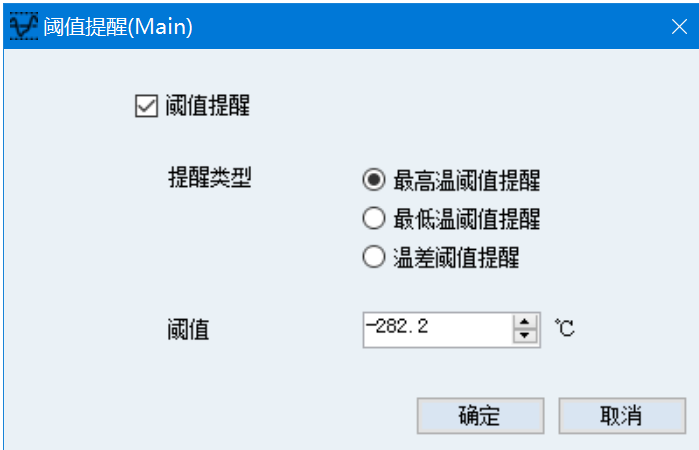 阈值提醒(Main)
阈值提醒
提醒类型
最高温阈值提醒
最低温阈值提醒
温差阈值提醒
阈值 -282.2 ℃
确定 取消